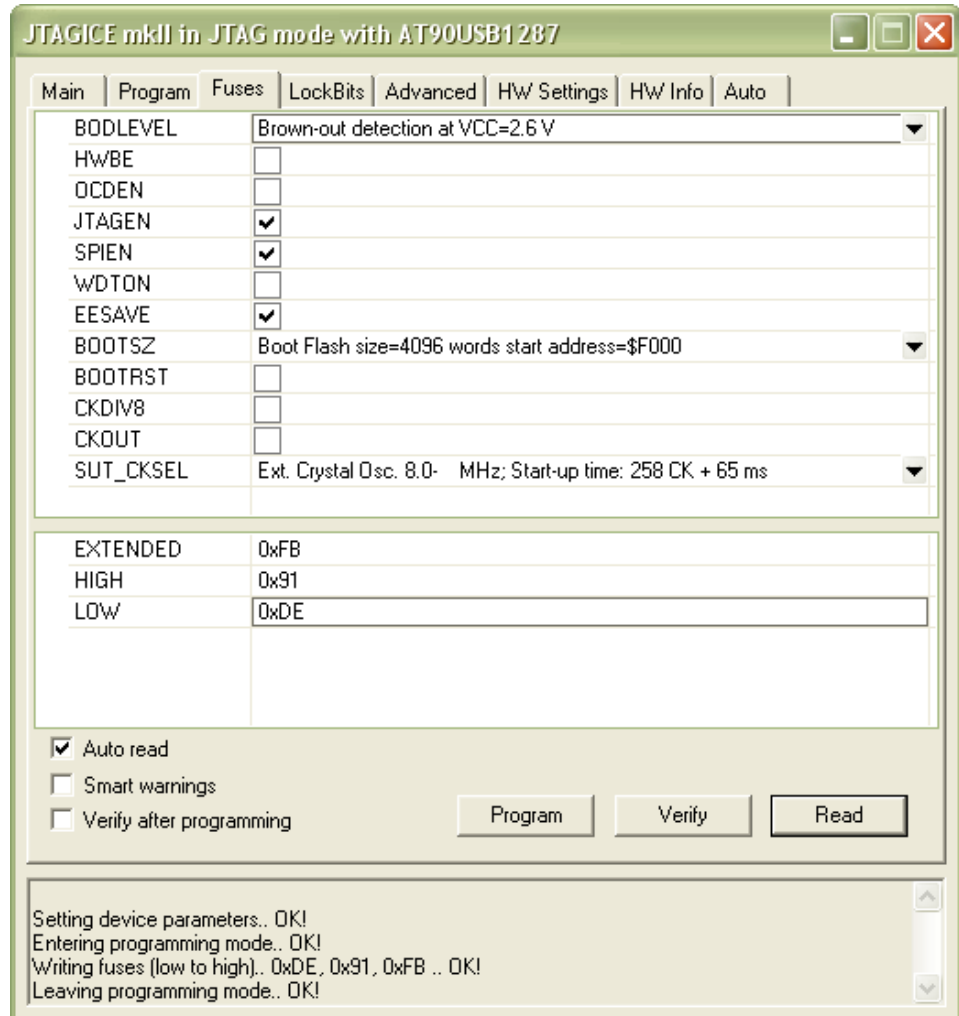 JTAGICE mkII in JTAG mode with AT90USB1287
Main Program Fuses LockBits Advanced HW Settings HW Info Auto
BODLEVEL Brown-out detection at VCC=2.6 V
HWBE
OCDEN
JTAGEN
SPIEN
WDTON
EESAVE
BOOTSZ Boot Flash size=4096 words start address=$F000
BOOTRST
CKDIV8
CKOUT
SUT_CKSEL Ext. Crystal Osc. 8.0- MHz; Start-up time: 258 CK + 65 ms
EXTENDED 0xFB
HIGH 0x91
LOW 0xDE
Auto read
Smart warnings
Verify after programming
Program Verify Read
Setting device parameters.. OK!
Entering programming mode.. OK!
Writing fuses (low to high).. 0xDE, 0x91, 0xFB .. OK!
Leaving programming mode.. OK!